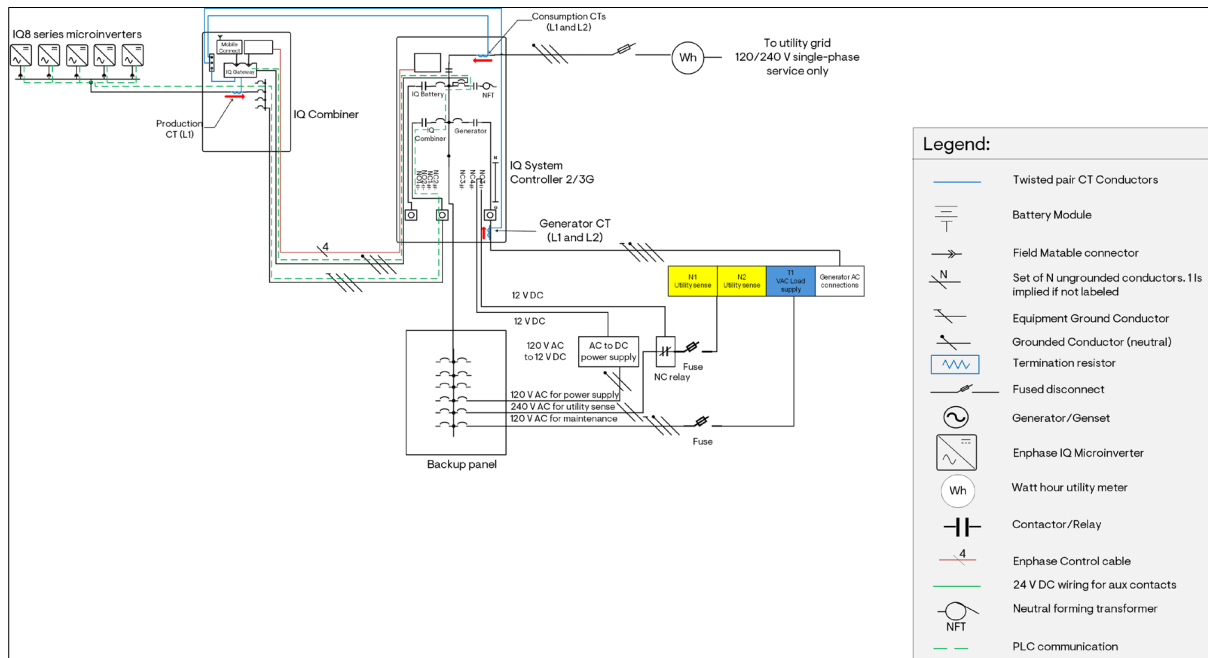 IQ8 series microinverters
Mobile
Connect
IQ Gateway
Production
CT (L1)
IQ Combiner
Consumption CTs
(L1 and L2)
Wh
To utility grid
120/240 V single-phase
service only
IQ Battery
NFT
IQ
Combiner
Generator
IQ System
Controller 2/3G
Generator CT
(L1 and L2)
4
N1
Utility sense
N2
Utility sense
T1
VAC Load
supply
Generator AC
connections
12 V DC
12 V DC
120 V AC
to 12 V DC
AC to DC
power supply
NC relay
Fuse
120 V AC for power supply
240 V AC for utility sense
120 V AC for maintenance
Fuse
Backup panel
Legend:
Twisted pair CT Conductors
Battery Module
Field Matable connector
N
Set of N ungrounded conductors. 1 Is
implied if not labeled
Equipment Ground Conductor
Grounded Conductor (neutral)
Termination resistor
Fused disconnect
Generator/Genset
Enphase IQ Microinverter
Wh
Watt hour utility meter
Contactor/Relay
4
Enphase Control cable
24 V DC wiring for aux contacts
NFT
Neutral forming transformer
PLC communication